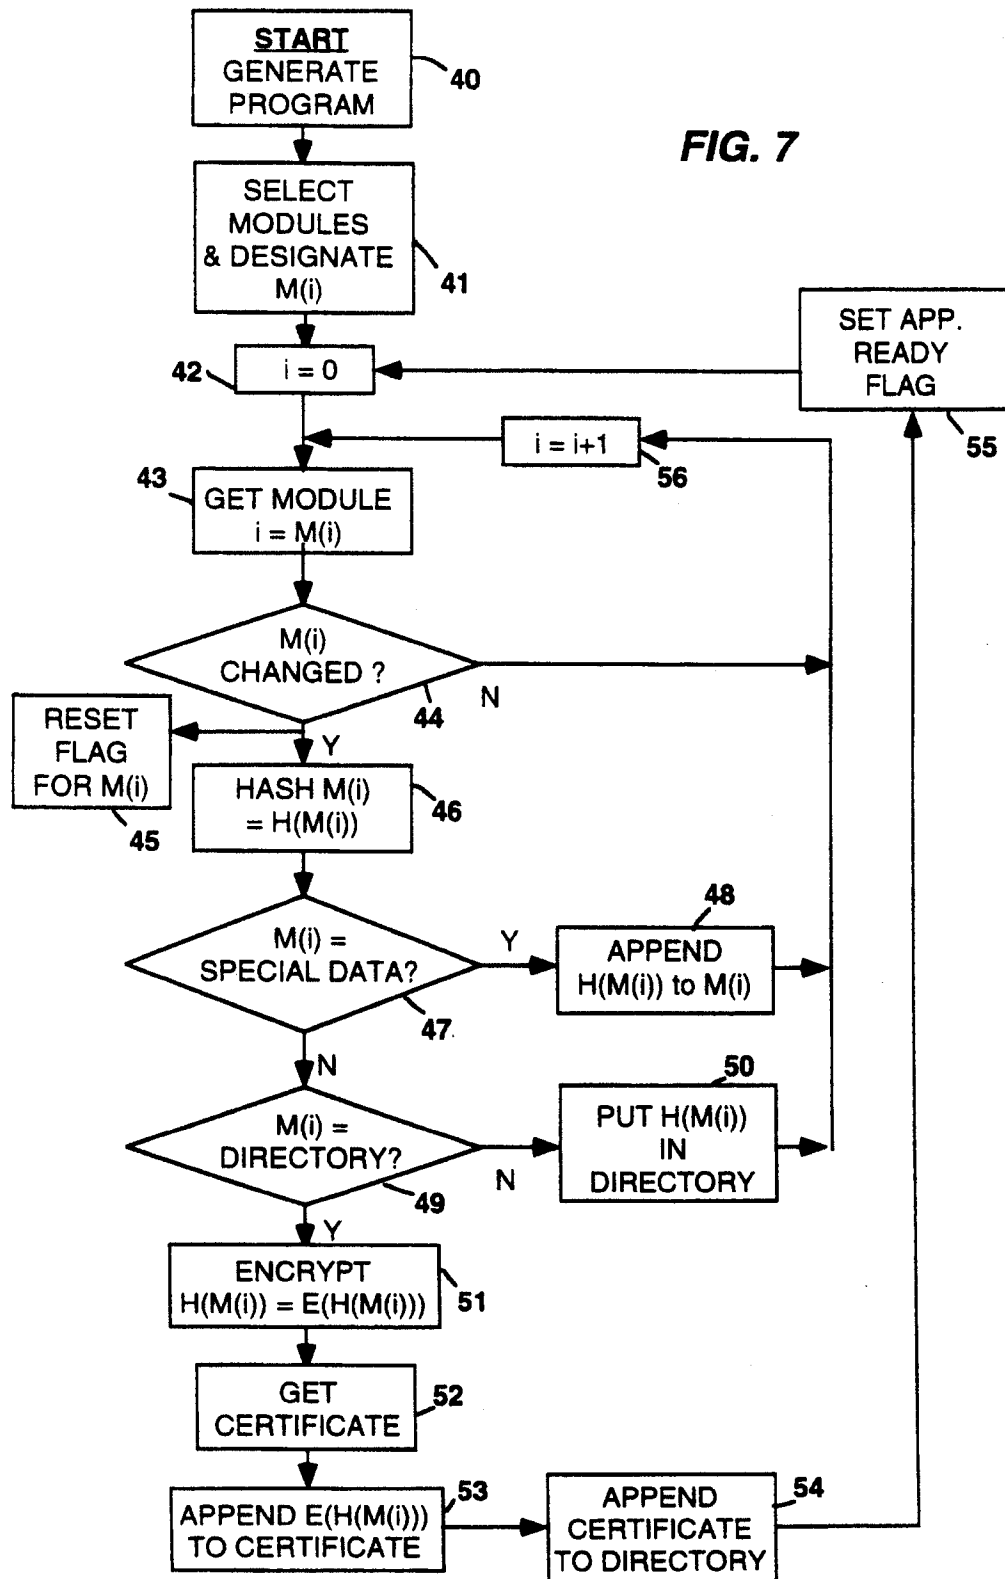 START
GENERATE
PROGRAM
40
FIG. 7
SELECT
MODULES
& DESIGNATE
M(i)
41
SET APP.
READY
FLAG
55
i = 0
42
i = i+1
56
43
GET MODULE
i = M(i)
M(i)
CHANGED ?
44
N
RESET
FLAG
FOR M(i)
45
Y
HASH M(i)
= H(M(i))
46
M(i) =
SPECIAL DATA?
47
Y
48
APPEND
H(M(i)) to M(i)
N
M(i) =
DIRECTORY?
49
N
50
PUT H(M(i))
IN
DIRECTORY
Y
ENCRYPT
H(M(i)) = E(H(M(i)))
51
GET
CERTIFICATE
52
APPEND E(H(M(i)))
TO CERTIFICATE
53
APPEND
CERTIFICATE
TO DIRECTORY
54